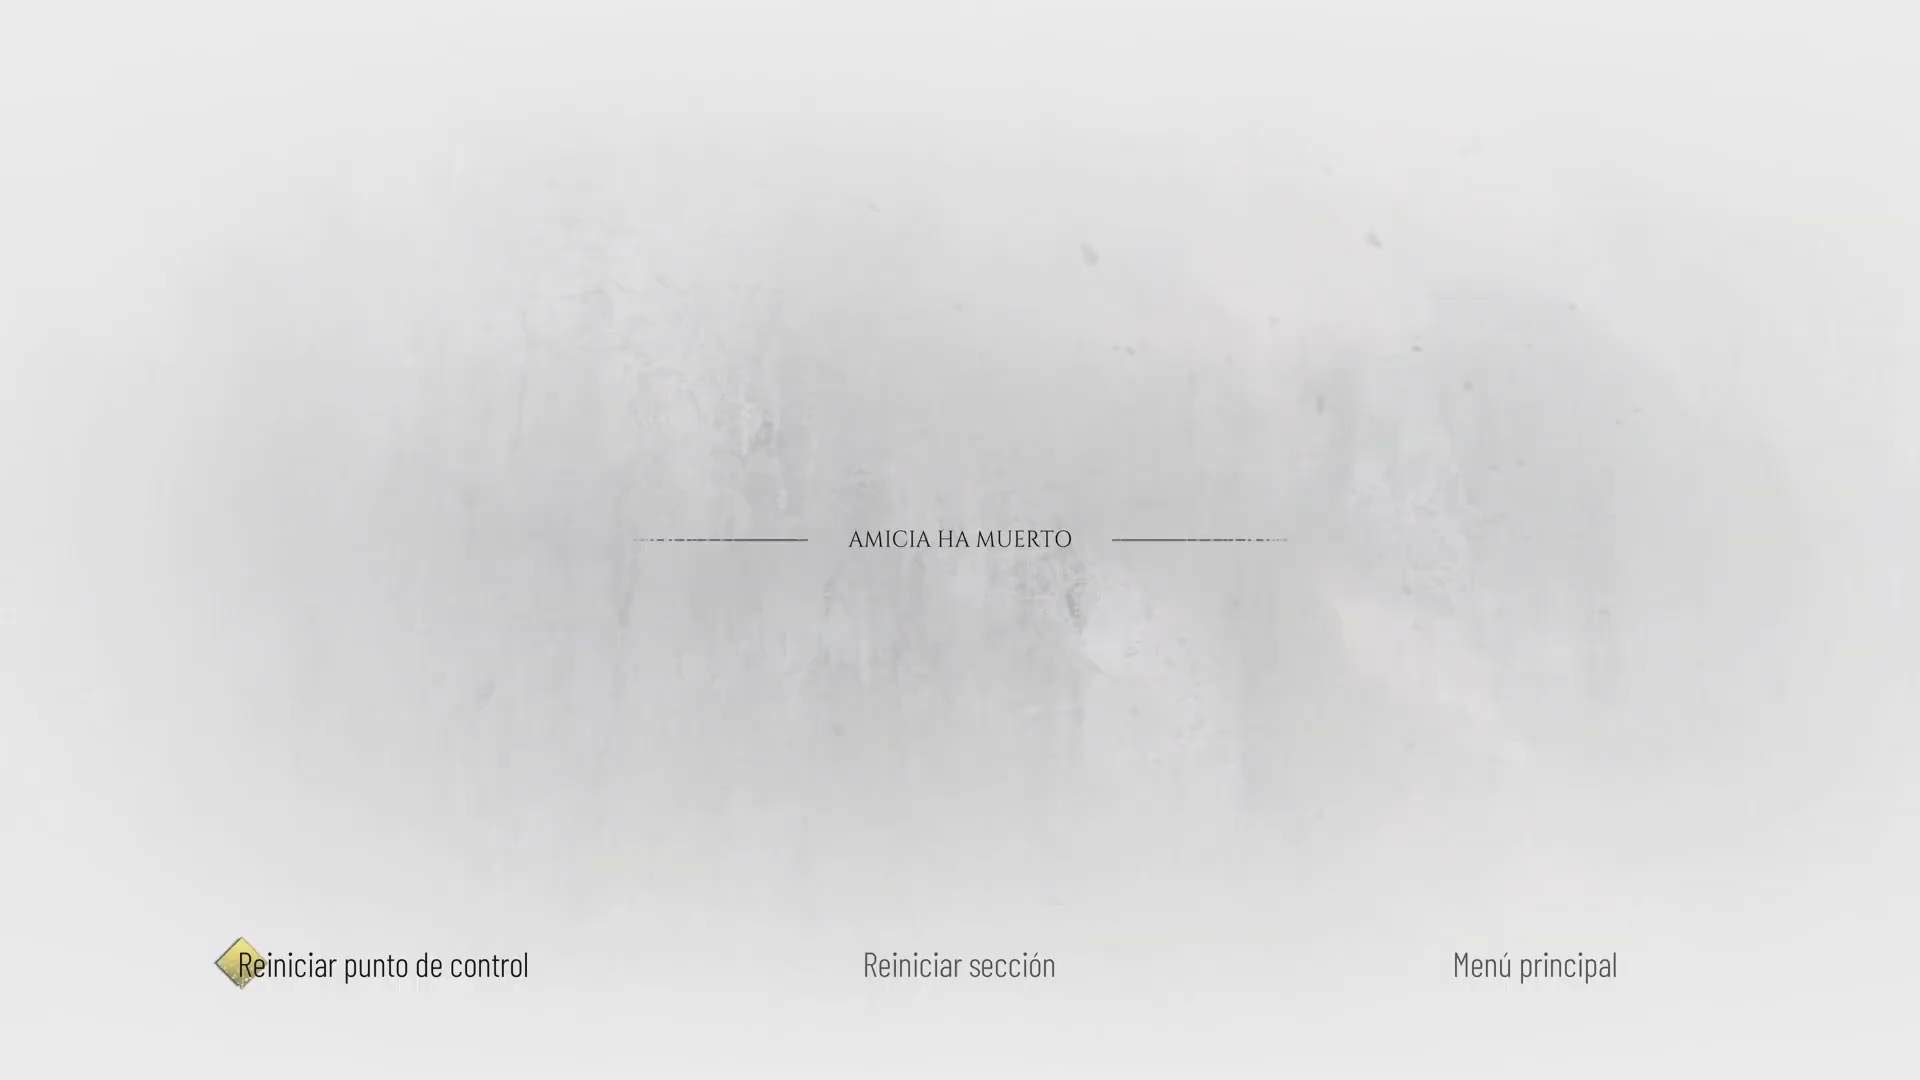 AMICIA HA MUERTO
Reiniciar punto de control
Reiniciar sección
Menú principal